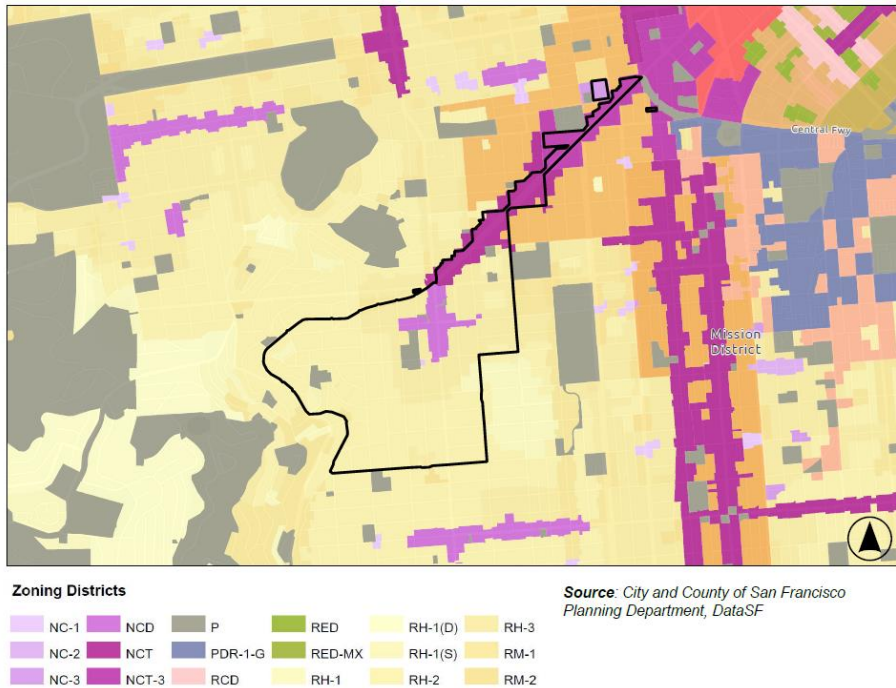 Central Fwy
Mission
District
Zoning Districts
Source: City and County of San Francisco
Planning Department, DataSF
NC-1 NCD P RED RH-1(D) RH-3
NC-2 NCT PDR-1-G RED-MX RH-1(S) RM-1
NC-3 NCT-3 RCD RH-1 RH-2 RM-2